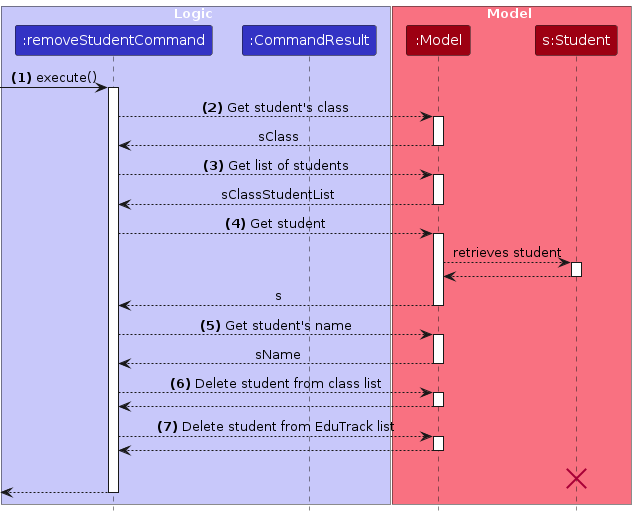 Logic
Model
:removeStudentCommand
:CommandResult
:Model
s:Student
(1) execute()
(2) Get student's class
sClass
(3) Get list of students
sClassStudentList
(4) Get student
retrieves student
s
(5) Get student's name
sName
(6) Delete student from class list
(7) Delete student from EduTrack list